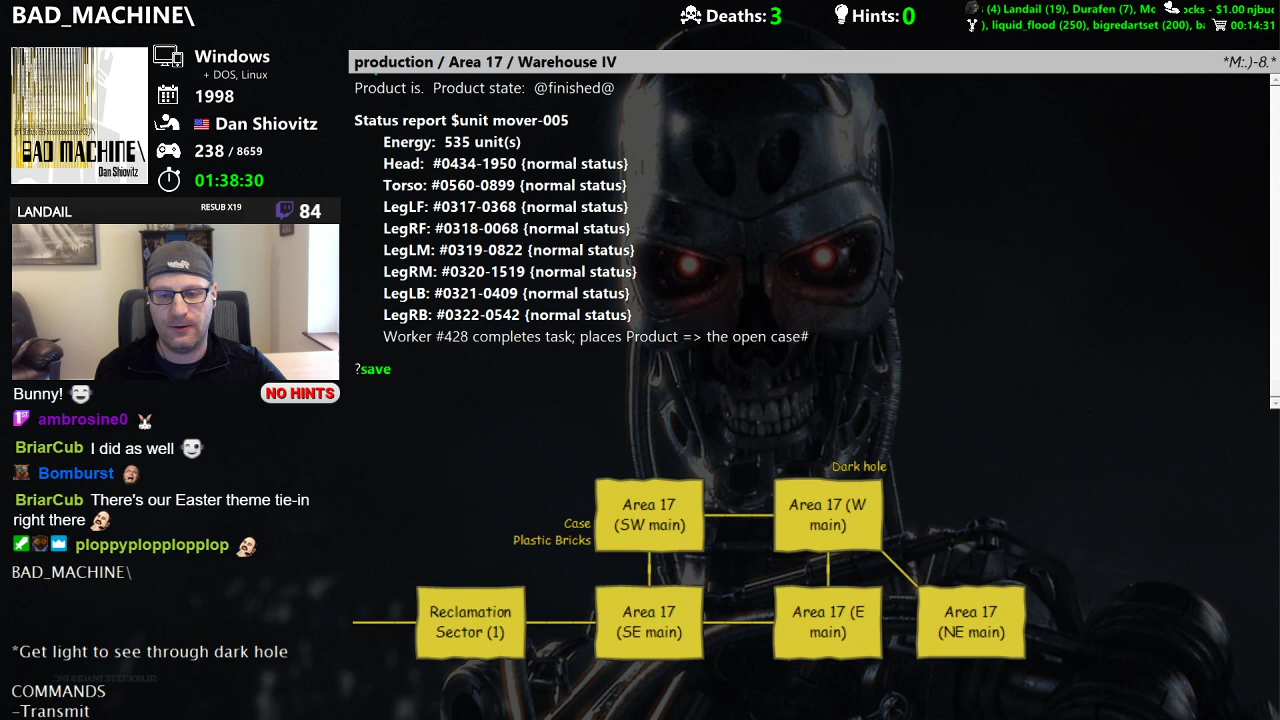 BAD_MACHINE\
Deaths: 3
Hints: 0
(4) Landail (19), Durafen (7), Mc
ocks - $1.00 njbuc
), liquid_flood (250), bigredartset (200), ba
00:14:31
Windows
+ DOS, Linux
1998
Dan Shiovitz
238 / 8659
01:38:30
BAD MACHINE\
Dan Shiovitz
LANDAIL
RESUB X19
84
production / Area 17 / Warehouse IV
*M:.)-8.*
Product is. Product state: @finished@
Status report $unit mover-005
Energy: 535 unit(s)
Head: #0434-1950 {normal status}
Torso: #0560-0899 {normal status}
LegLF: #0317-0368 {normal status}
LegRF: #0318-0068 {normal status}
LegLM: #0319-0822 {normal status}
LegRM: #0320-1519 {normal status}
LegLB: #0321-0409 {normal status}
LegRB: #0322-0542 {normal status}
Worker #428 completes task; places Product => the open case#
?save
NO HINTS
Bunny!
ambrosine0
BriarCub I did as well
Bomburst
BriarCub There's our Easter theme tie-in
right there
ploppyplopplopplop
BAD_MACHINE\
*Get light to see through dark hole
COMMANDS
-Transmit
Dark hole
Area 17
(SW main)
Area 17 (W
main)
Case
Plastic Bricks
Reclamation
Sector (1)
Area 17
(SE main)
Area 17 (E
main)
Area 17
(NE main)